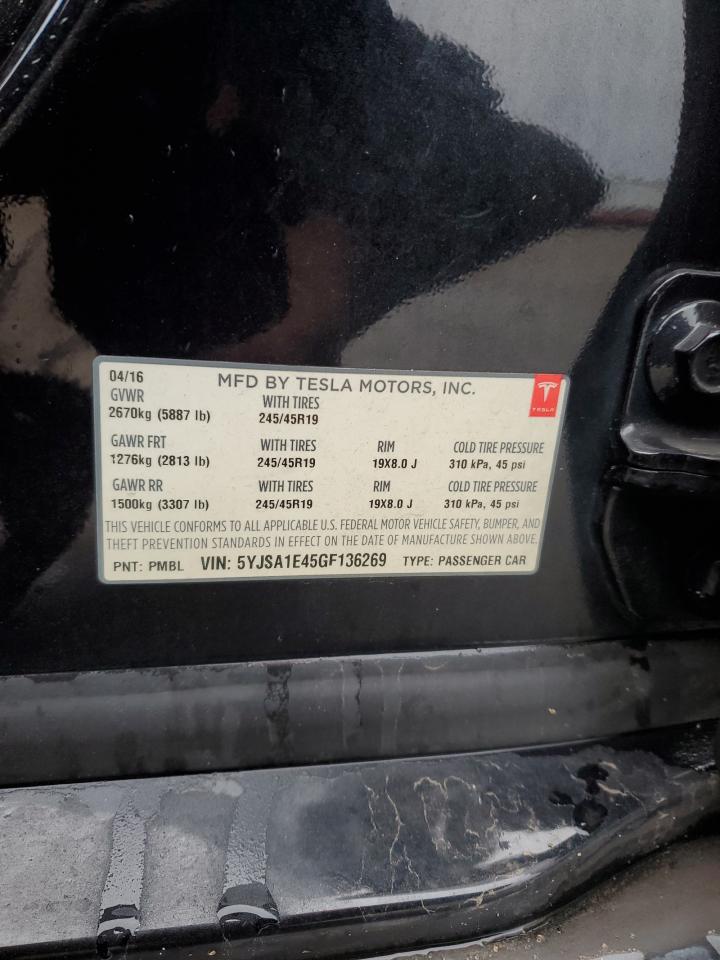 04/16 MFD BY TESLA MOTORS, INC.
GVWR WITH TIRES
2670kg (5887 lb) 245/45R19
TESLA
GAWR FRT WITH TIRES RIM COLD TIRE PRESSURE
1276kg (2813 lb) 245/45R19 19X8.0 J 310 kPa, 45 psi
GAWR RR WITH TIRES RIM COLD TIRE PRESSURE
1500kg (3307 lb) 245/45R19 19X8.0 J 310 kPa, 45 psi
THIS VEHICLE CONFORMS TO ALL APPLICABLE U.S. FEDERAL MOTOR VEHICLE SAFETY, BUMPER, AND
THEFT PREVENTION STANDARDS IN EFFECT ON THE DATE OF MANUFACTURE SHOWN ABOVE.
PNT: PMBL VIN: 5YJSA1E45GF136269 TYPE: PASSENGER CAR